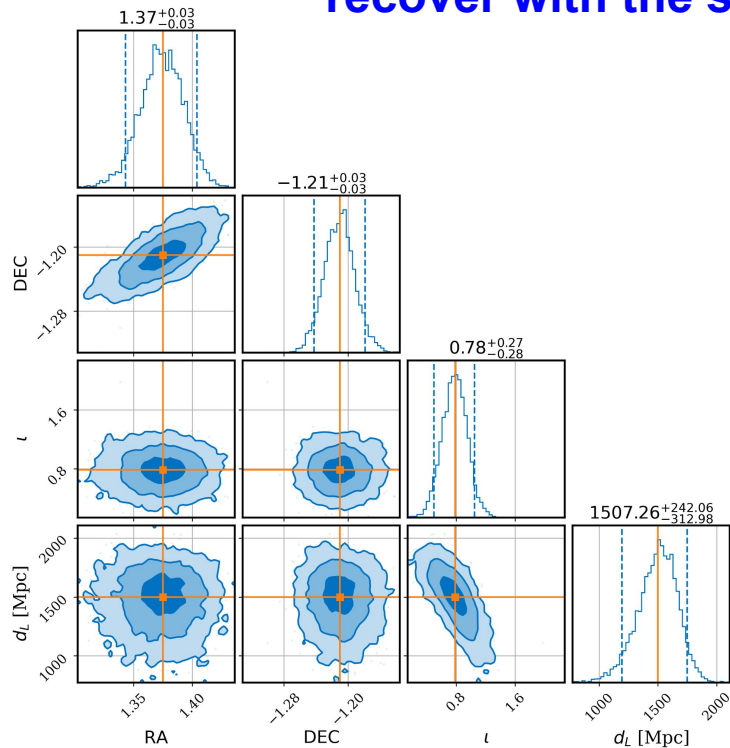 recover with the s
1.37+0.03−0.03
−1.21+0.03−0.03
0.78+0.27−0.28
1507.26+242.06−312.98
DEC
−1.20
−1.28
ι
1.6
0.8
d_L [Mpc]
2000
1500
1000
1.35
1.40
RA
−1.28
−1.20
DEC
0.8
1.6
ι
1000
1500
2000
d_L [Mpc]